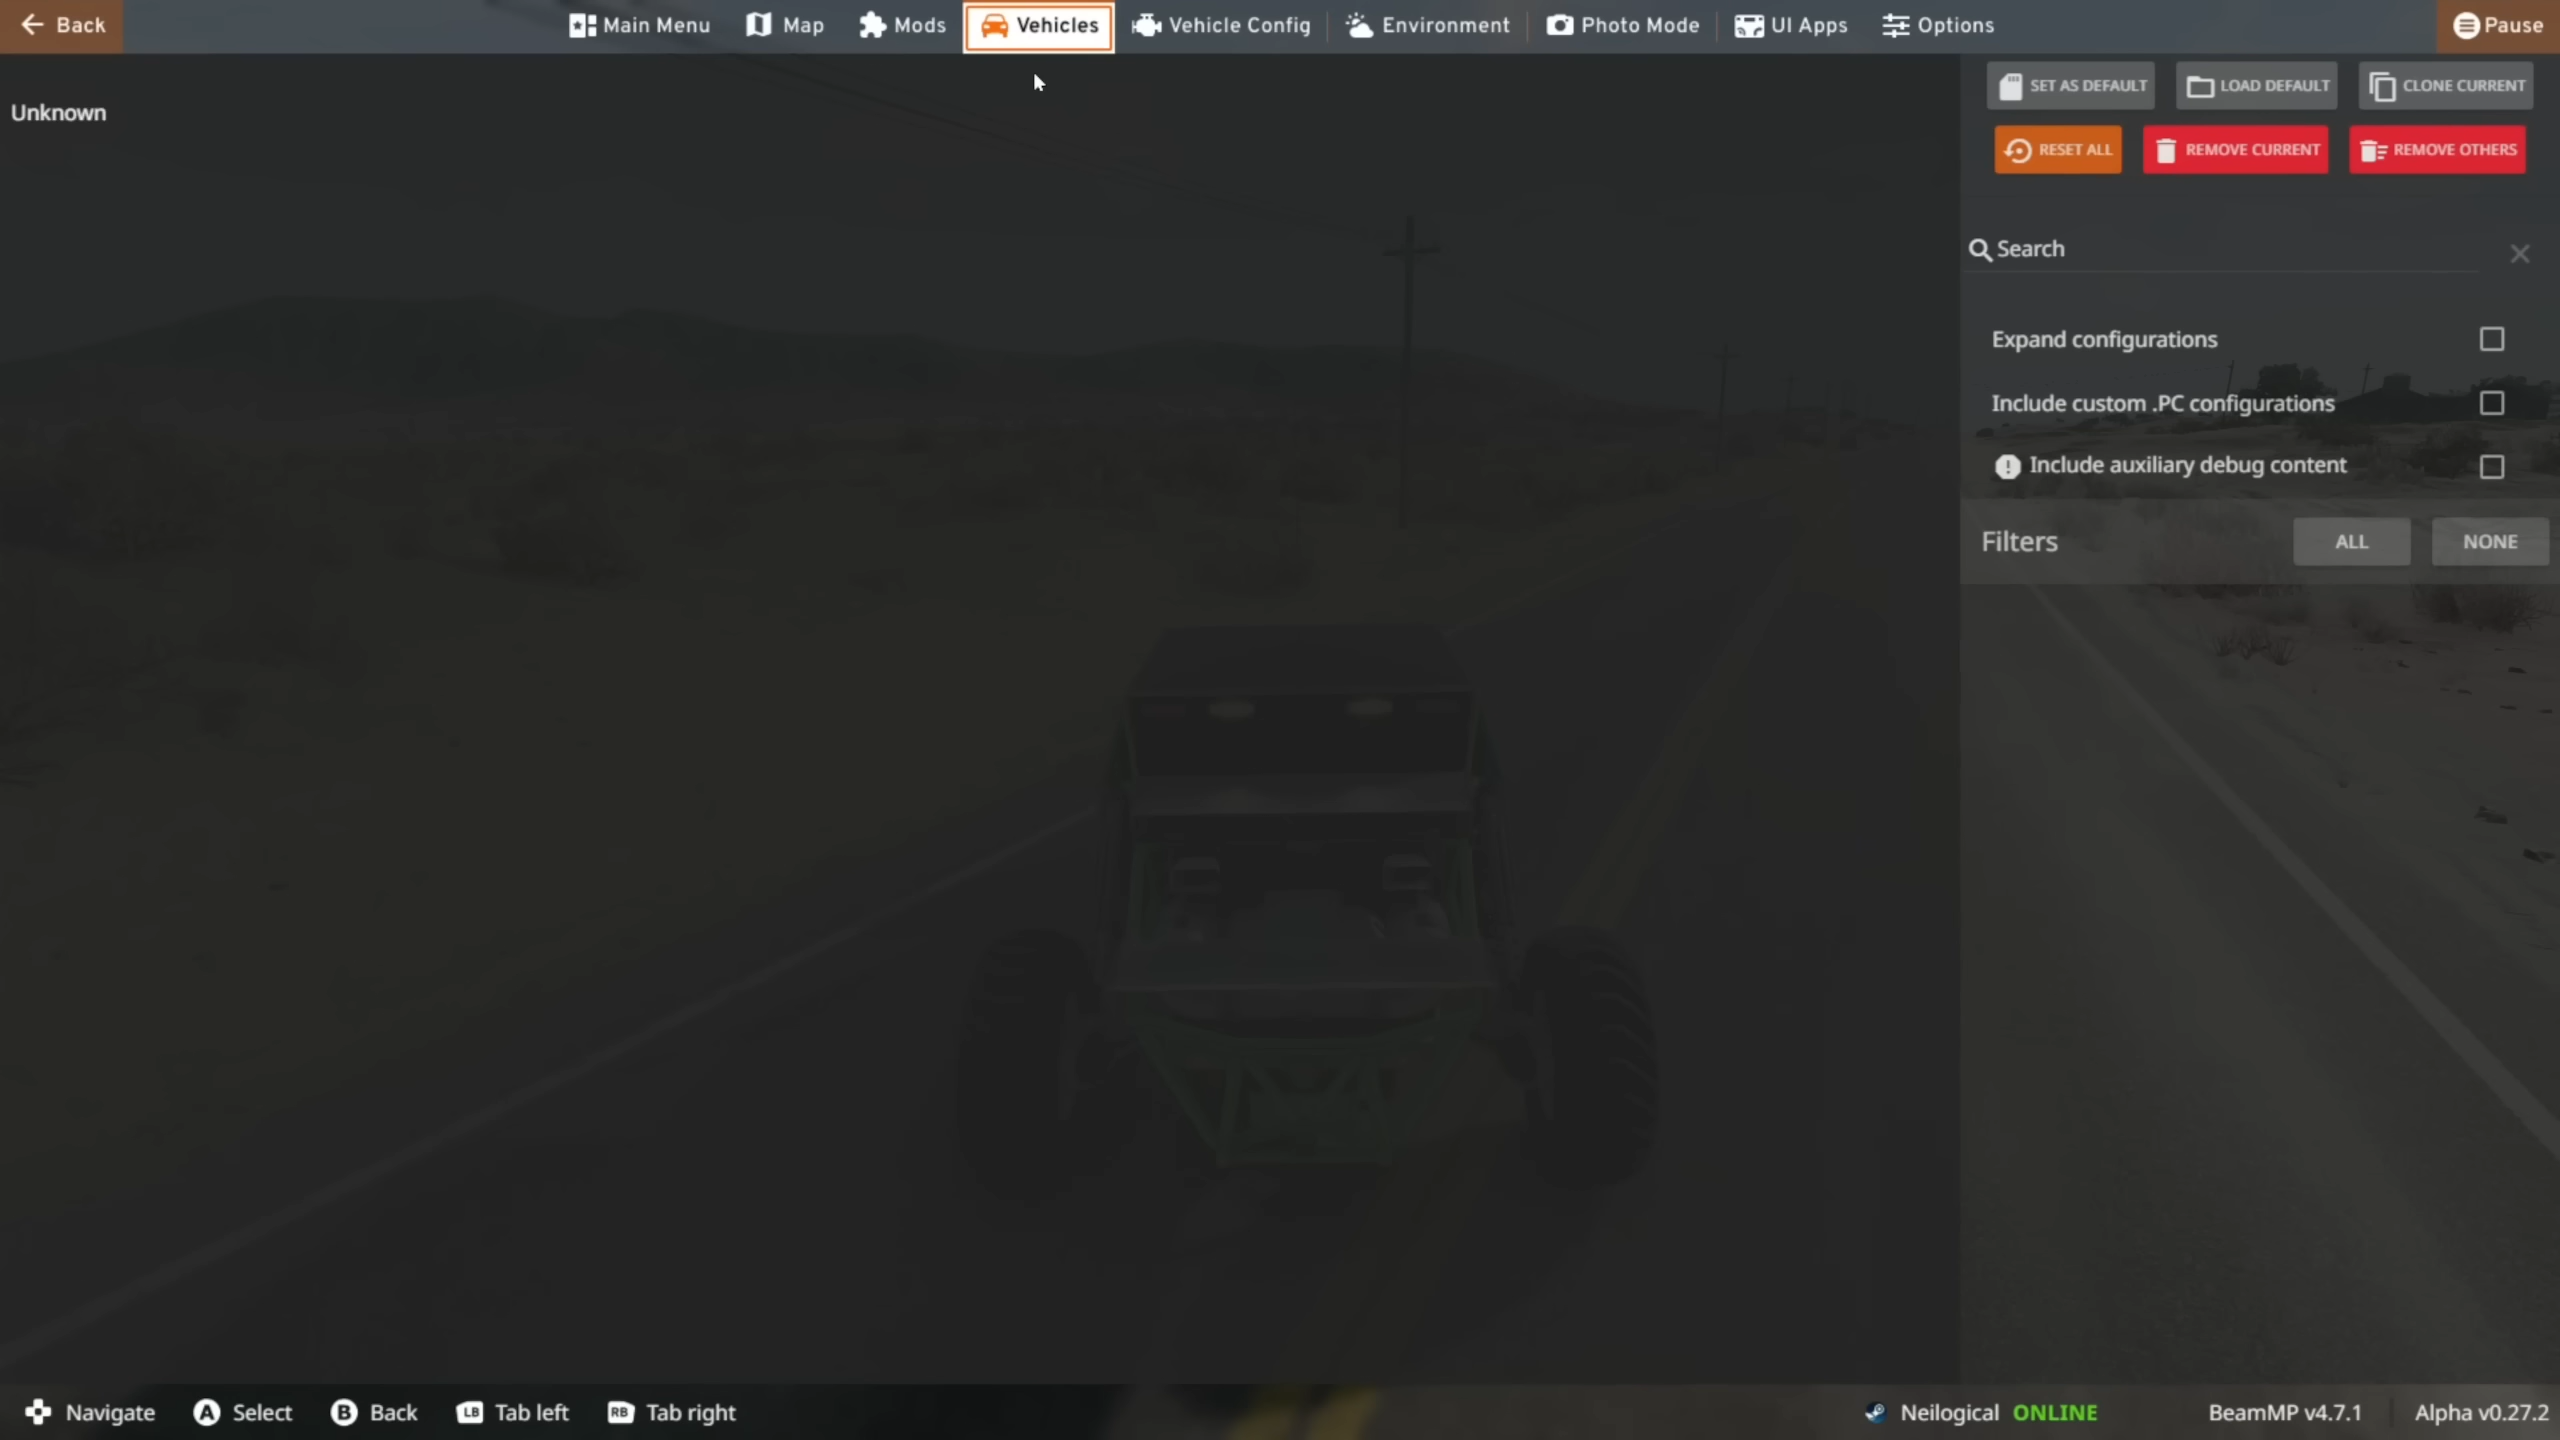 Back
Main Menu
Map
Mods
Vehicles
Vehicle Config
Environment
Photo Mode
UI Apps
Options
Pause
SET AS DEFAULT
LOAD DEFAULT
CLONE CURRENT
Unknown
RESET ALL
REMOVE CURRENT
REMOVE OTHERS
Search
Expand configurations
Include custom .PC configurations
Include auxiliary debug content
Filters
ALL
NONE
Navigate
A Select
B Back
LB Tab left
RB Tab right
Neilogical ONLINE
BeamMP v4.7.1
Alpha v0.27.2